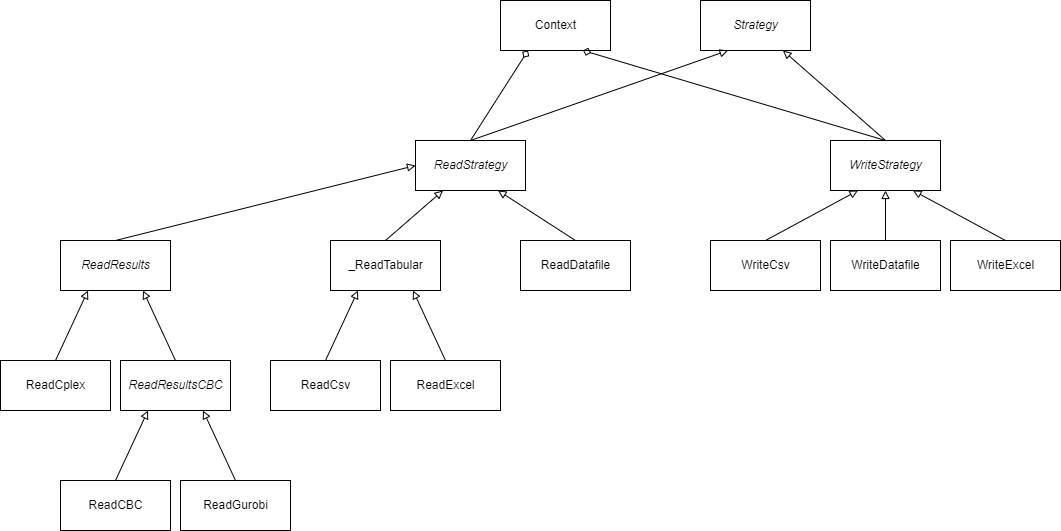 Context
Strategy
ReadStrategy
WriteStrategy
ReadResults
_ReadTabular
ReadDatafile
WriteCsv
WriteDatafile
WriteExcel
ReadCplex
ReadResultsCBC
ReadCsv
ReadExcel
ReadCBC
ReadGurobi